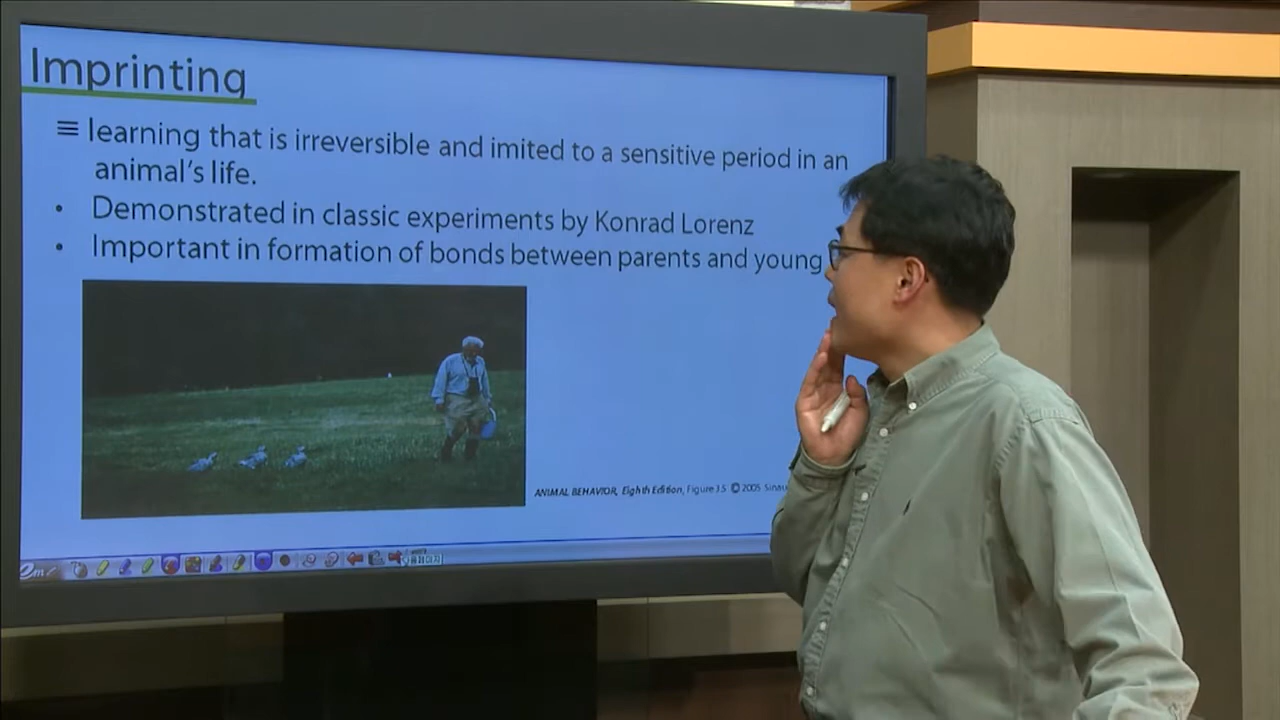 Imprinting
≡ learning that is irreversible and imited to a sensitive period in an
animal's life.
• Demonstrated in classic experiments by Konrad Lorenz
• Important in formation of bonds between parents and young
ANIMAL BEHAVIOR, Eighth Edition, Figure 3.5 © 2005